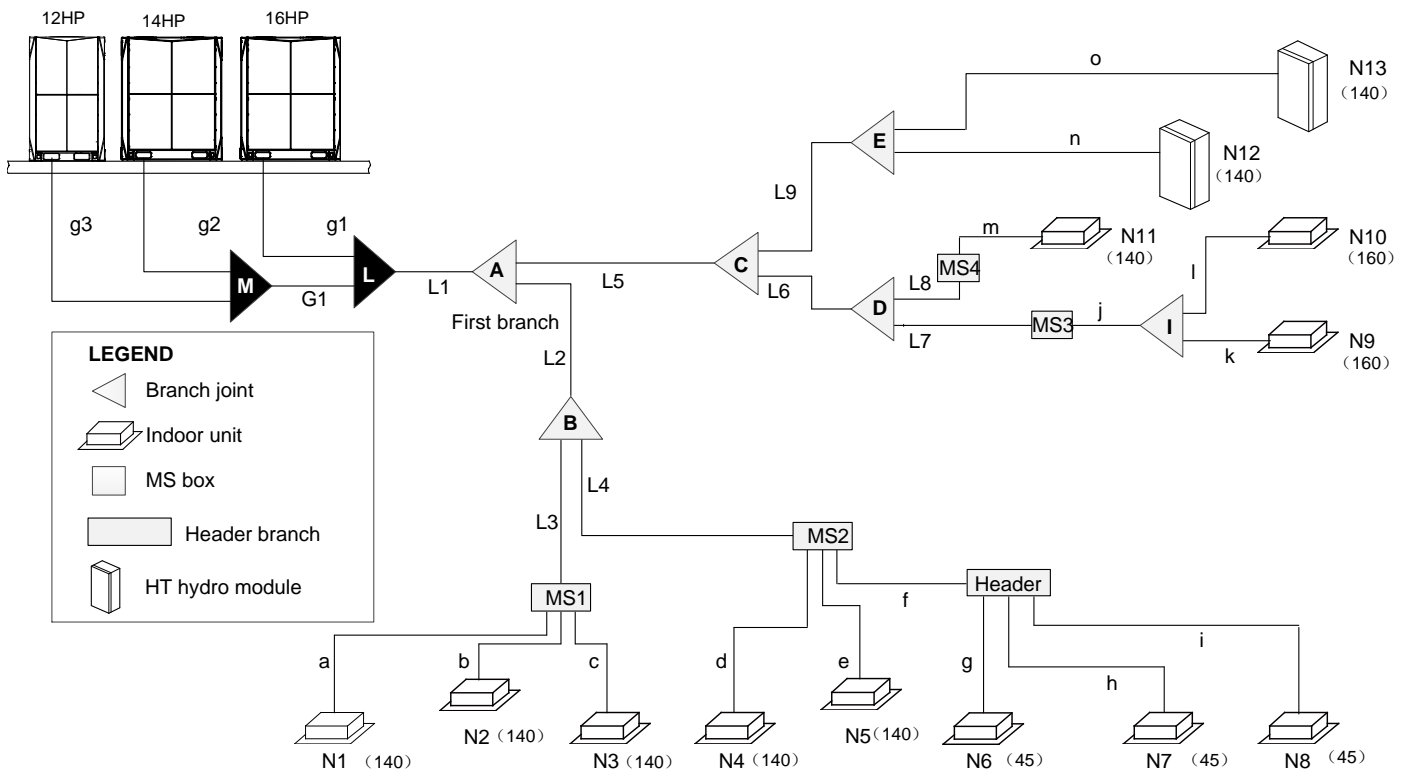 12HP 14HP 16HP
g3 g2 g1
M L G1 L1
A
First branch
L5
C
L9
L6
E
o
n
N13
(140)
N12
(140)
D
L8
MS4
m
N11
(140)
L7
MS3
j
I
l
k
N10
(160)
N9
(160)
L2
B
L3
L4
MS1
MS2
f
Header
a b c d e g h i
N1 (140)
N2 (140)
N3 (140)
N4 (140)
N5 (140)
N6 (45)
N7 (45)
N8 (45)
LEGEND
Branch joint
Indoor unit
MS box
Header branch
HT hydro module